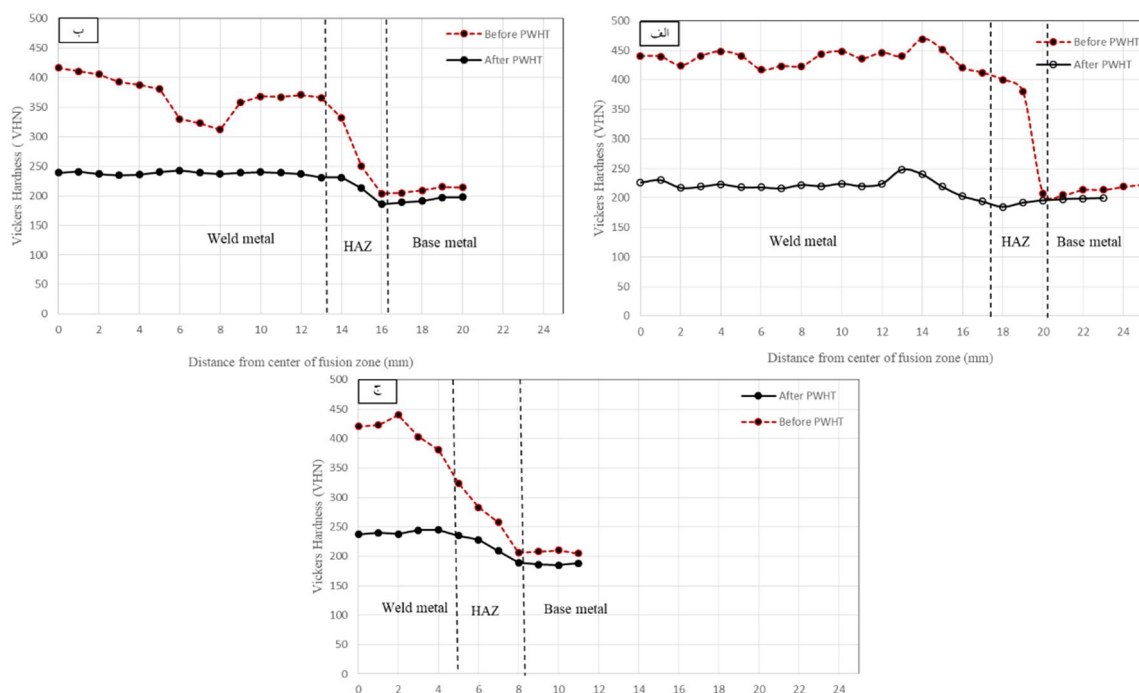 ب
Before PWHT
After PWHT
Vickers Hardness ( VHN)
500
450
400
350
300
250
200
150
100
50
0
Weld metal
HAZ
Base metal
0 2 4 6 8 10 12 14 16 18 20 22 24
Distance from center of fusion zone (mm)
الف
Before PWHT
After PWHT
Vickers Hardness (VHN)
500
450
400
350
300
250
200
150
100
50
0
Weld metal
HAZ
Base metal
0 2 4 6 8 10 12 14 16 18 20 22 24
Distance from center of fusion zone (mm)
ج
After PWHT
Before PWHT
Vickers Hardness (VHN)
500
450
400
350
300
250
200
150
100
50
0
Weld metal
HAZ
Base metal
0 2 4 6 8 10 12 14 16 18 20 22 24